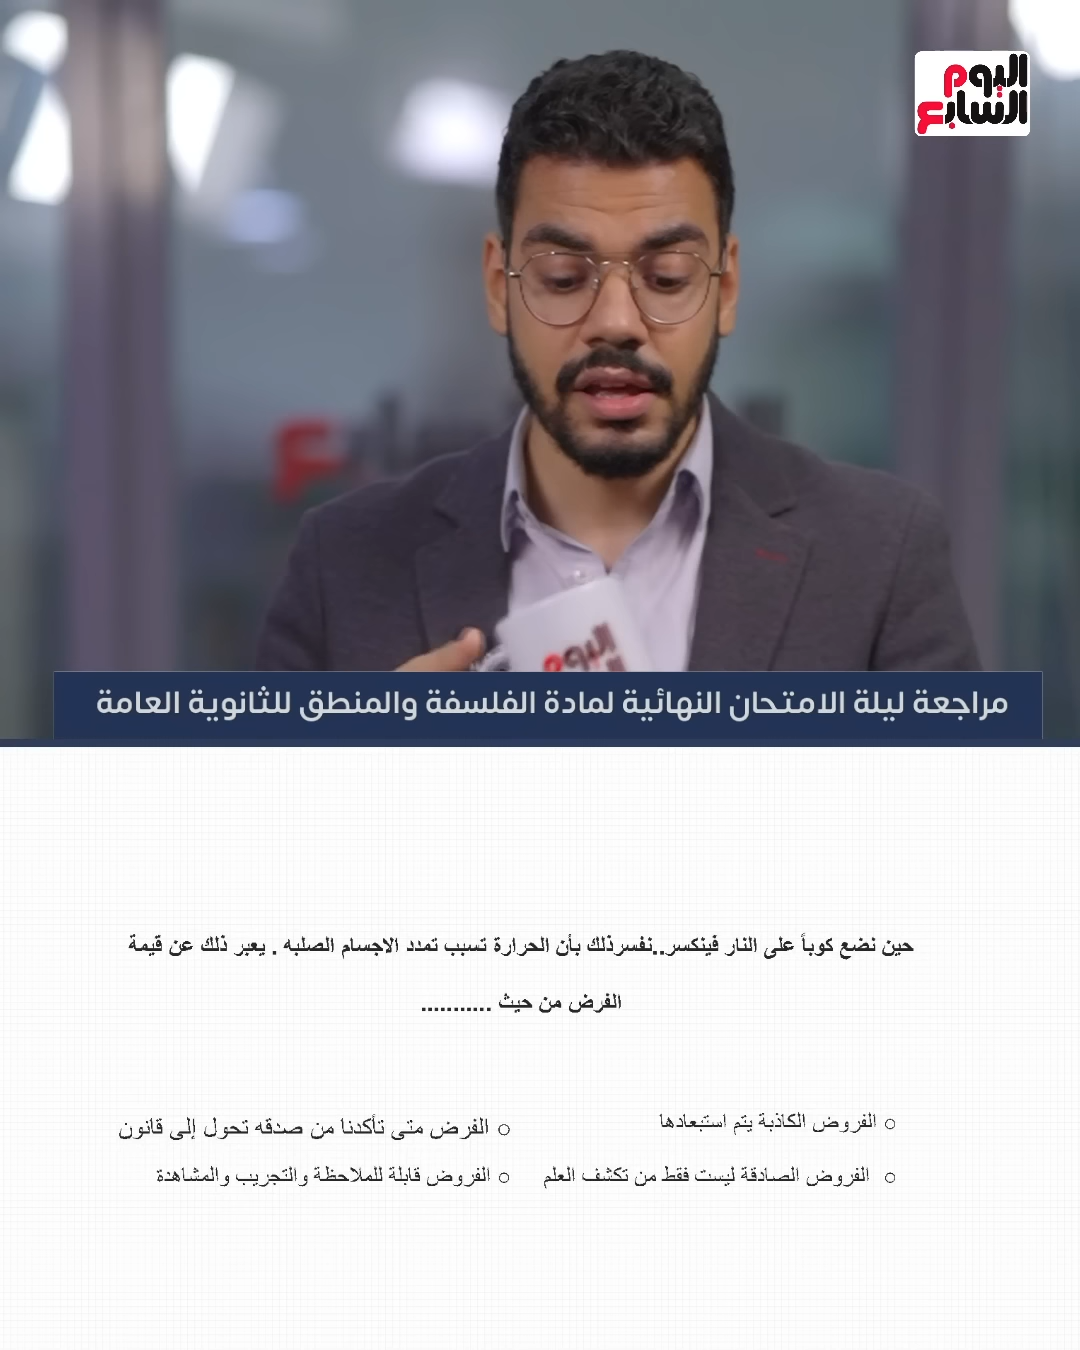 اليوم
السابع
اليوم
مراجعة ليلة الامتحان النهائية لمادة الفلسفة والمنطق للثانوية العامة
حين نضع كوباً على النار فينكسر..نفسرذلك بأن الحرارة تسبب تمدد الاجسام الصلبه . يعبر ذلك عن قيمة
الفرض من حيث ...........
○ الفروض الكاذبة يتم استبعادها
○ الفرض متى تأكدنا من صدقه تحول إلى قانون
○ الفروض الصادقة ليست فقط من تكشف العلم
○ الفروض قابلة للملاحظة والتجريب والمشاهدة